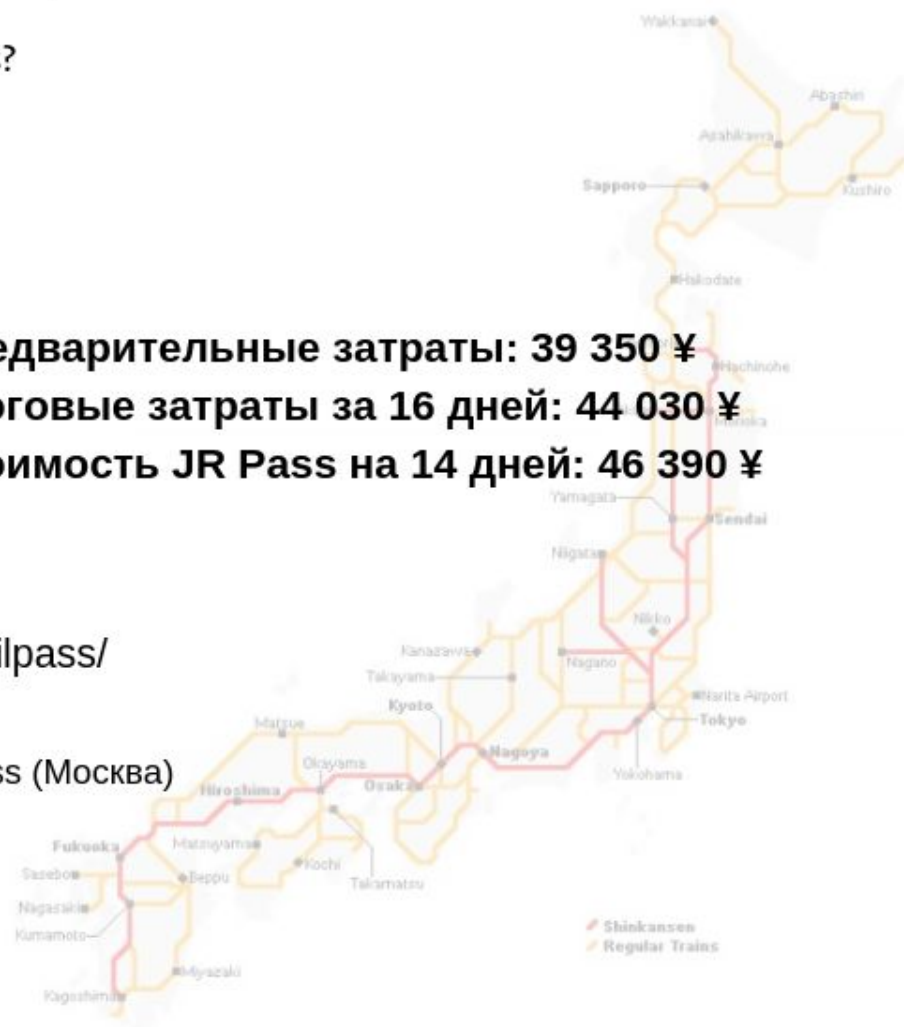 s?
Wakkanai
Abashiri
Asahikawa
Sapporo
Kushiro
Hakodate
едварительные затраты: 39 350 ¥
Hachinohe
оговые затраты за 16 дней: 44 030 ¥
Morioka
оимость JR Pass на 14 дней: 46 390 ¥
Yamagata
Sendai
Niigata
Nikko
ilpass/
Kanazawa
Nagano
Takayama
Narita Airport
Kyoto
Tokyo
Matsue
Nagoya
ss (Москва)
Okayama
Yokohama
Hiroshima
Osaka
Fukuoka
Matsuyama
Kochi
Sasebo
Beppu
Takamatsu
Nagasaki
Kumamoto
Shinkansen
Regular Trains
Miyazaki
Kagoshima